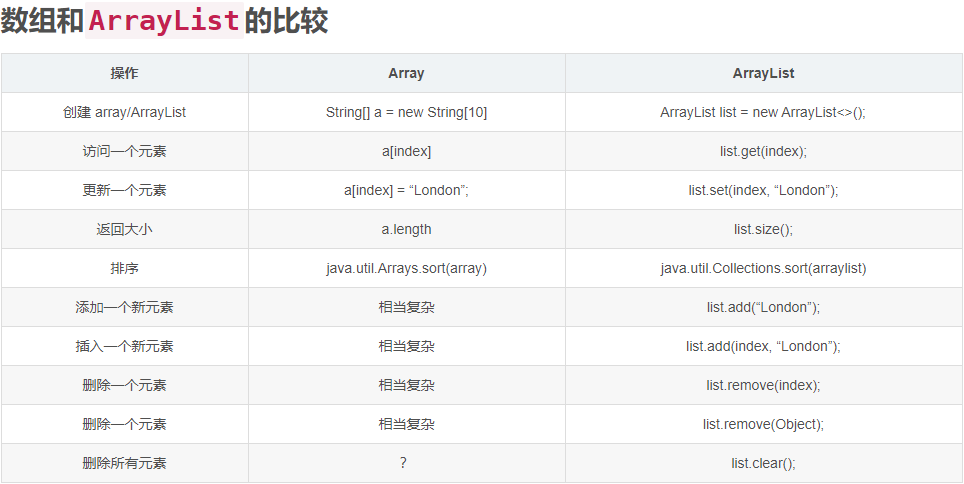 数组和ArrayList的比较
操作 Array ArrayList
创建 array/ArrayList String[] a = new String[10] ArrayList list = new ArrayList<>();
访问一个元素 a[index] list.get(index);
更新一个元素 a[index] = “London”; list.set(index, “London”);
返回大小 a.length list.size();
排序 java.util.Arrays.sort(array) java.util.Collections.sort(arraylist)
添加一个新元素 相当复杂 list.add(“London”);
插入一个新元素 相当复杂 list.add(index, “London”);
删除一个元素 相当复杂 list.remove(index);
删除一个元素 相当复杂 list.remove(Object);
删除所有元素 ？ list.clear();